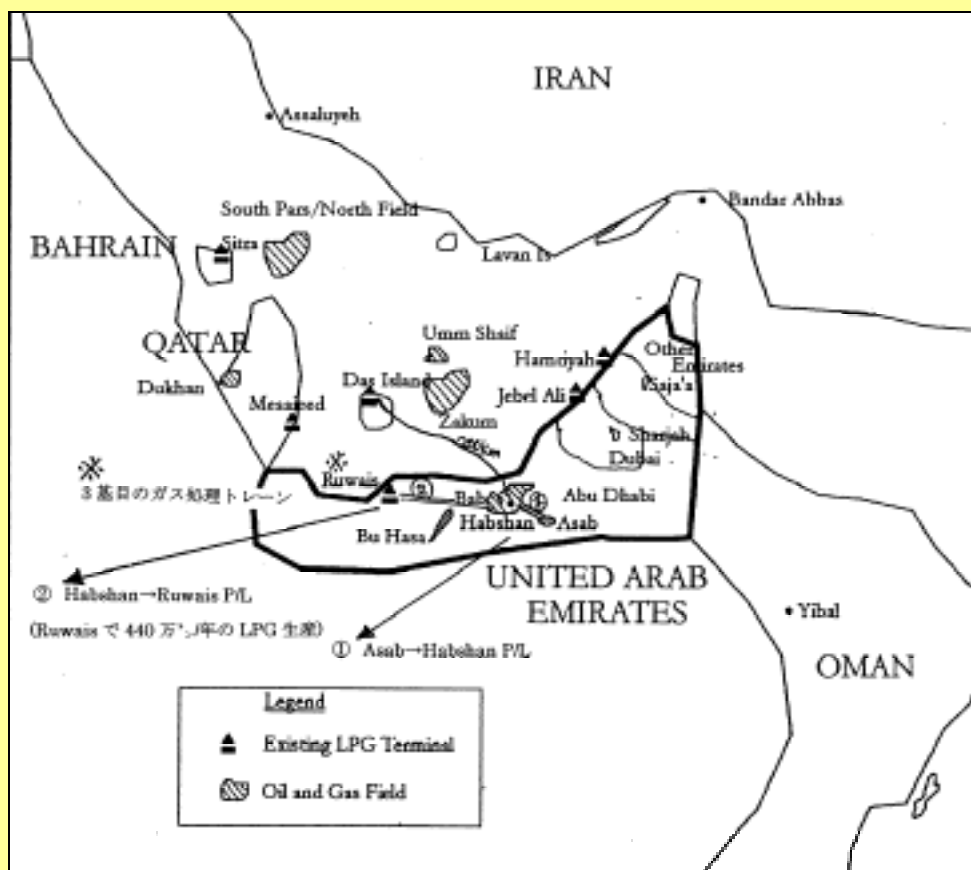 IRAN
Assaluyeh
Bandar Abbas
South Pars/North Field
BAHRAIN
Sitra
Lavan Is
QATAR
Umm Shaif
Hamriyah
Other
Emirates
Dukhan
Das Island
Jebel Ali
Saja'a
Mesaieed
Zakum
Sharjah
Dubai
※
Ruwais
3基目のガス処理トレーン
②
Bab
①
Abu Dhabi
Habshan
Asab
Bu Hasa
UNITED ARAB
EMIRATES
② Habshan→Ruwais P/L
(Ruwais で 440 万㌧/年の LPG 生産)
① Asab→Habshan P/L
Yibal
OMAN
Legend
Existing LPG Terminal
Oil and Gas Field